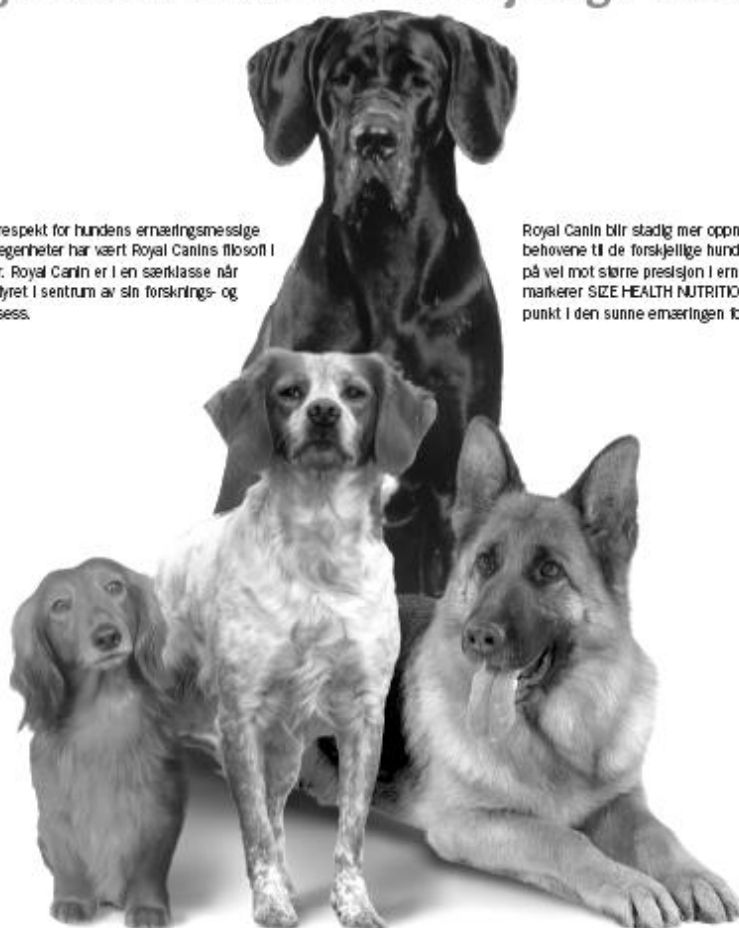 respekt for hundens ernæringsmessige
egenheter har vært Royal Canins filosofi i
r. Royal Canin er i en særklasse når
dyret i sentrum av sin forsknings- og
sess.
Royal Canin blir stadig mer oppn
behovene til de forskjellige hund
på vei mot større presisjon i ern
markerer SIZE HEALTH NUTRITIO
punkt i den sunne ernæringen fo